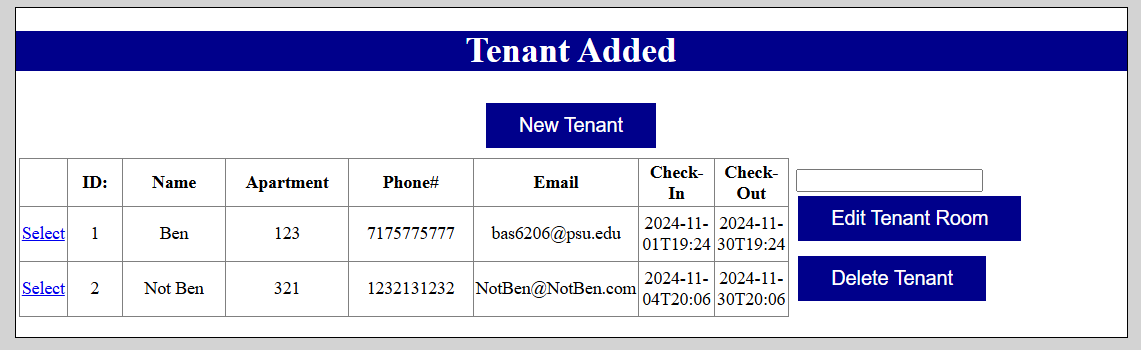 Tenant Added
New Tenant
ID: Name Apartment Phone# Email Check-In Check-Out
Select 1 Ben 123 7175775777 bas6206@psu.edu 2024-11-01T19:24 2024-11-30T19:24
Select 2 Not Ben 321 1232131232 NotBen@NotBen.com 2024-11-04T20:06 2024-11-30T20:06
Edit Tenant Room
Delete Tenant